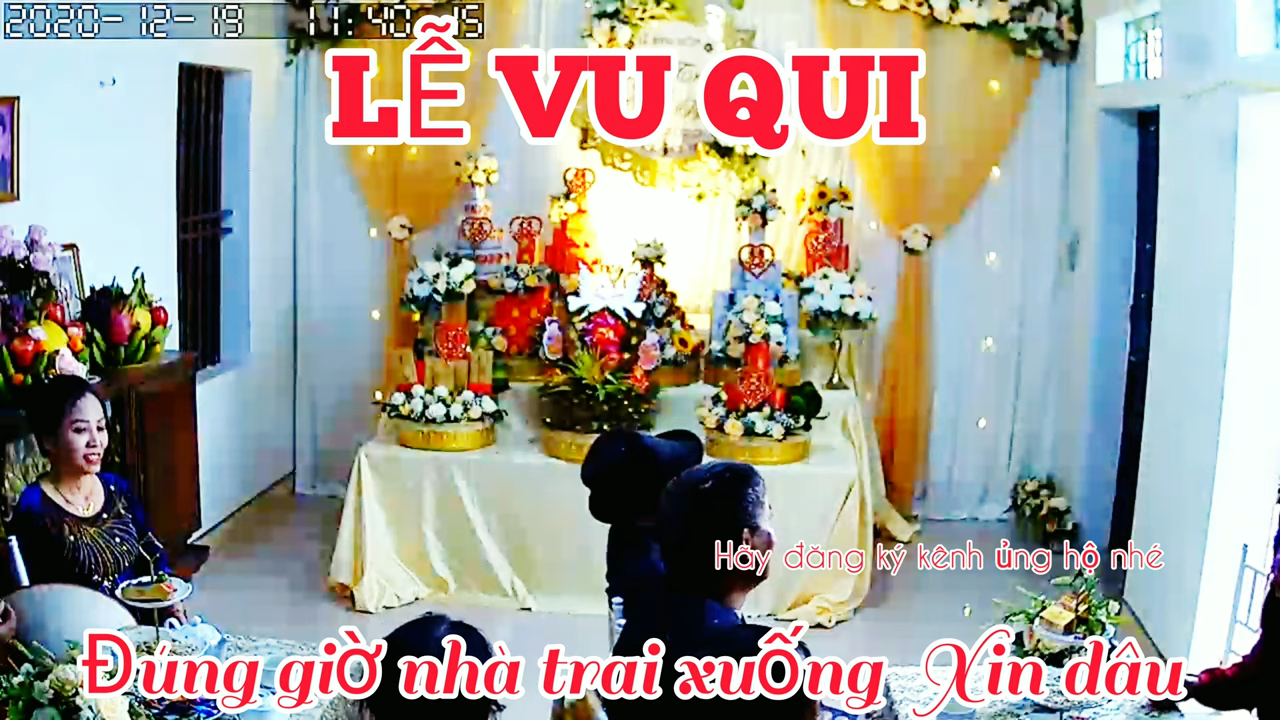 2020-12-19 11:40:15
LỄ VU QUI
Hãy đăng ký kênh ủng hộ nhé
Đúng giờ nhà trai xuống Xin dâu